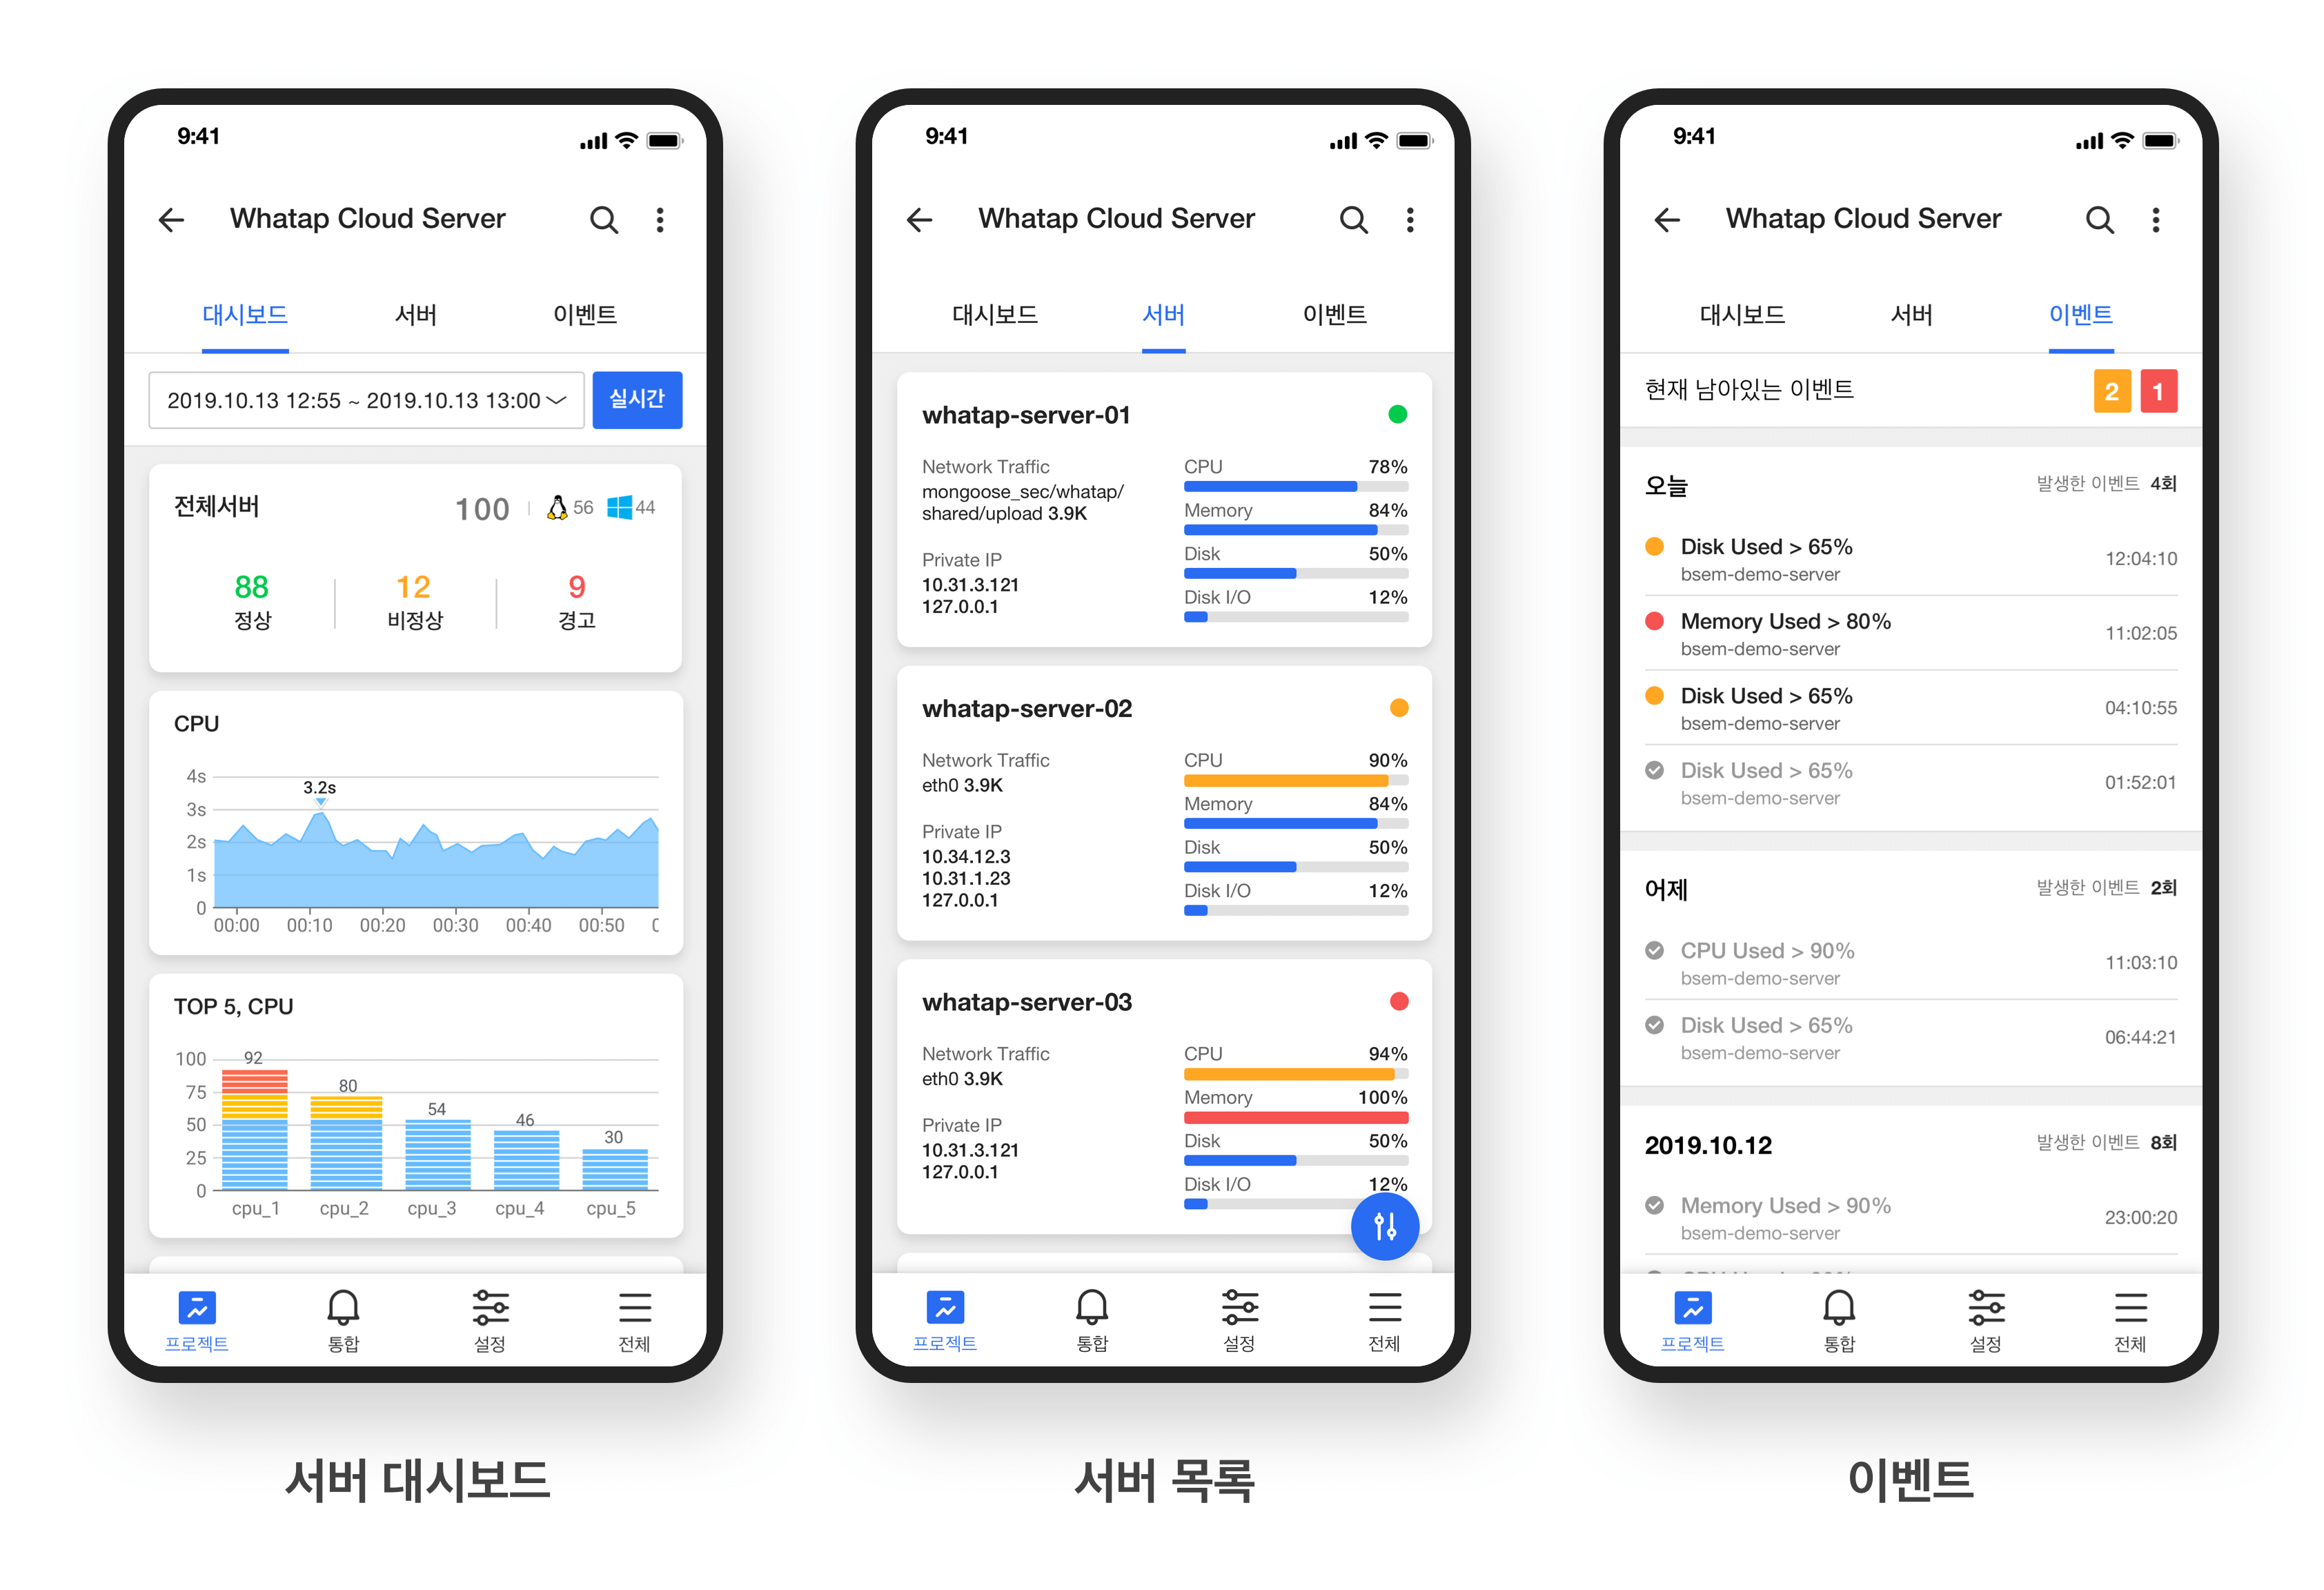 9:41
Whatap Cloud Server
대시보드 서버 이벤트
2019.10.13 12:55 ~ 2019.10.13 13:00 실시간
전체서버 100 56 44
88 12 9
정상 비정상 경고
CPU
4s
3.2s
3s
2s
1s
0
00:00 00:10 00:20 00:30 00:40 00:50
TOP 5, CPU
100 92
75 80
54
50 46
25 30
0
cpu_1 cpu_2 cpu_3 cpu_4 cpu_5
프로젝트 통합 설정 전체
서버 대시보드
9:41
Whatap Cloud Server
대시보드 서버 이벤트
whatap-server-01
Network Traffic
mongoose_sec/whatap/
shared/upload 3.9K
Private IP
10.31.3.121
127.0.0.1
CPU 78%
Memory 84%
Disk 50%
Disk I/O 12%
whatap-server-02
Network Traffic
eth0 3.9K
Private IP
10.34.12.3
10.31.1.23
127.0.0.1
CPU 90%
Memory 84%
Disk 50%
Disk I/O 12%
whatap-server-03
Network Traffic
eth0 3.9K
Private IP
10.31.3.121
127.0.0.1
CPU 94%
Memory 100%
Disk 50%
Disk I/O 12%
프로젝트 통합 설정 전체
서버 목록
9:41
Whatap Cloud Server
대시보드 서버 이벤트
현재 남아있는 이벤트 2 1
오늘 발생한 이벤트 4회
Disk Used > 65%
bsem-demo-server 12:04:10
Memory Used > 80%
bsem-demo-server 11:02:05
Disk Used > 65%
bsem-demo-server 04:10:55
Disk Used > 65%
bsem-demo-server 01:52:01
어제 발생한 이벤트 2회
CPU Used > 90%
bsem-demo-server 11:03:10
Disk Used > 65%
bsem-demo-server 06:44:21
2019.10.12 발생한 이벤트 8회
Memory Used > 90%
bsem-demo-server 23:00:20
프로젝트 통합 설정 전체
이벤트